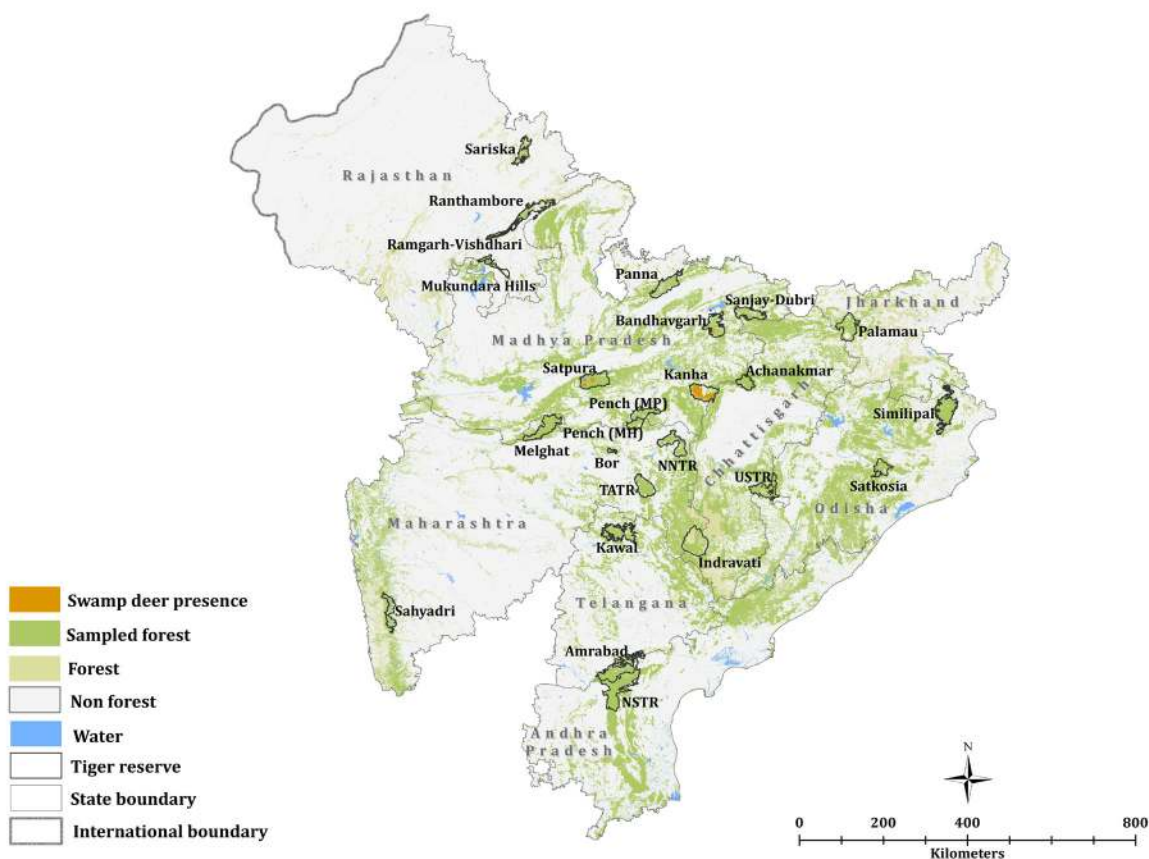 Sariska
Rajasthan
Ranthambore
Ramgarh-Vishdhari
Mukundara Hills
Panna
Sanjay-Dubri
Jharkhand
Bandhavgarh
Palamau
Madhya Pradesh
Satpura
Kanha
Achanakmar
Pench (MP)
Similipal
Pench (MH)
Melghat
Chhattisgarh
Bor
NNTR
USTR
TATR
Satkosia
Odisha
Maharashtra
Kawal
Indravati
Telangana
Sahyadri
Amrabad
NSTR
Andhra
Pradesh
Swamp deer presence
Sampled forest
Forest
Non forest
Water
Tiger reserve
State boundary
International boundary
N
0 200 400 600 800
Kilometers